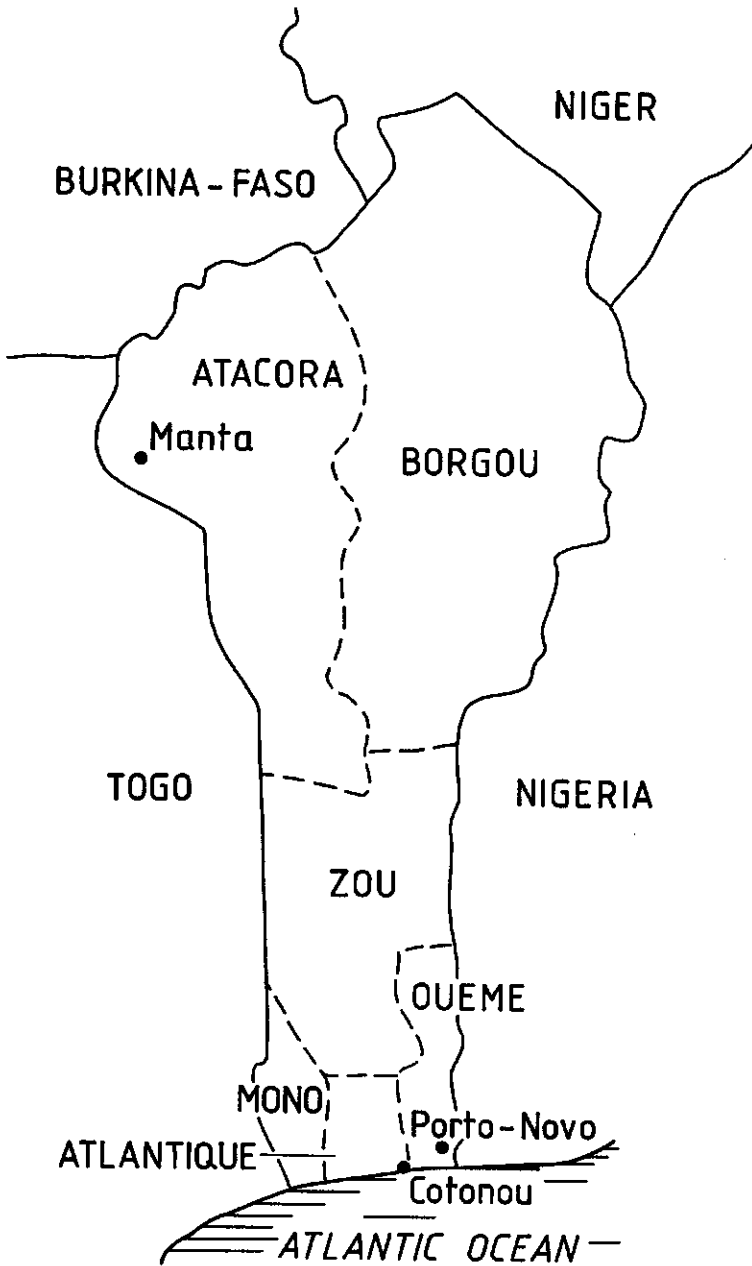 NIGER
BURKINA-FASO
ATACORA
Manta
BORGOU
TOGO
NIGERIA
ZOU
OUEME
MONO
Porto-Novo
ATLANTIQUE
Cotonou
ATLANTIC OCEAN